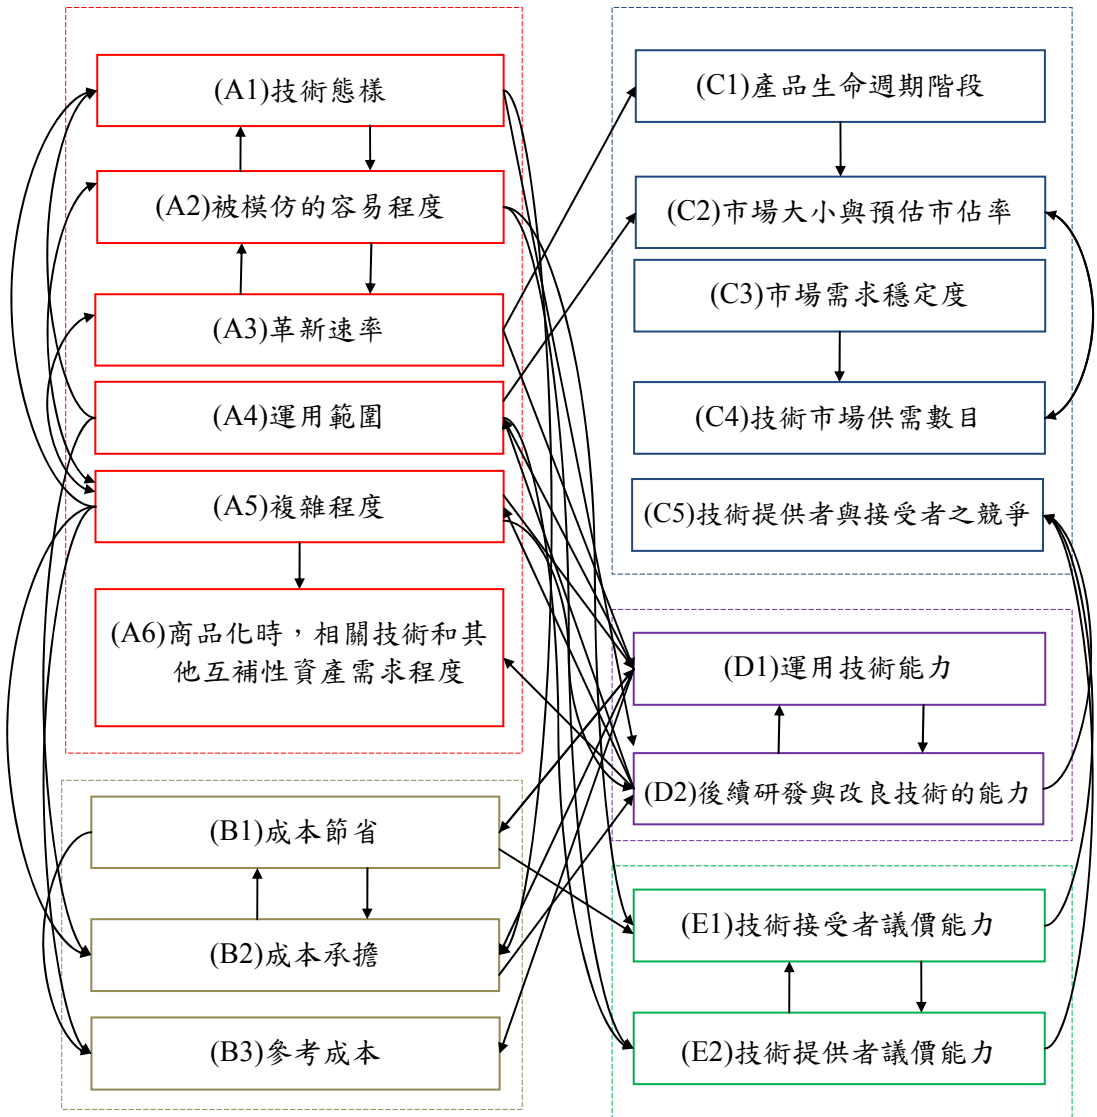 (A1)技術態樣
(A2)被模仿的容易程度
(A3)革新速率
(A4)運用範圍
(A5)複雜程度
(A6)商品化時，相關技術和其
他互補性資產需求程度
(B1)成本節省
(B2)成本承擔
(B3)參考成本
(C1)產品生命週期階段
(C2)市場大小與預估市佔率
(C3)市場需求穩定度
(C4)技術市場供需數目
(C5)技術提供者與接受者之競爭
(D1)運用技術能力
(D2)後續研發與改良技術的能力
(E1)技術接受者議價能力
(E2)技術提供者議價能力